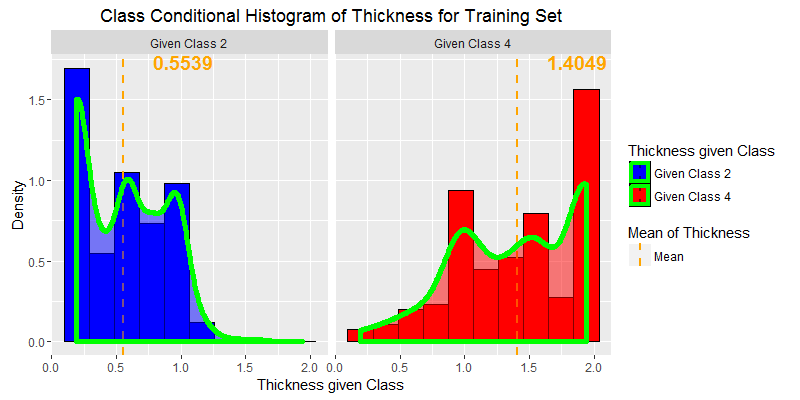 Class Conditional Histogram of Thickness for Training Set
Given Class 2
Given Class 4
0.5539
1.4049
1.5
1.0
0.5
0.0
Density
0.0 0.5 1.0 1.5 2.0
0.0 0.5 1.0 1.5 2.0
Thickness given Class
Thickness given Class
Given Class 2
Given Class 4
Mean of Thickness
Mean